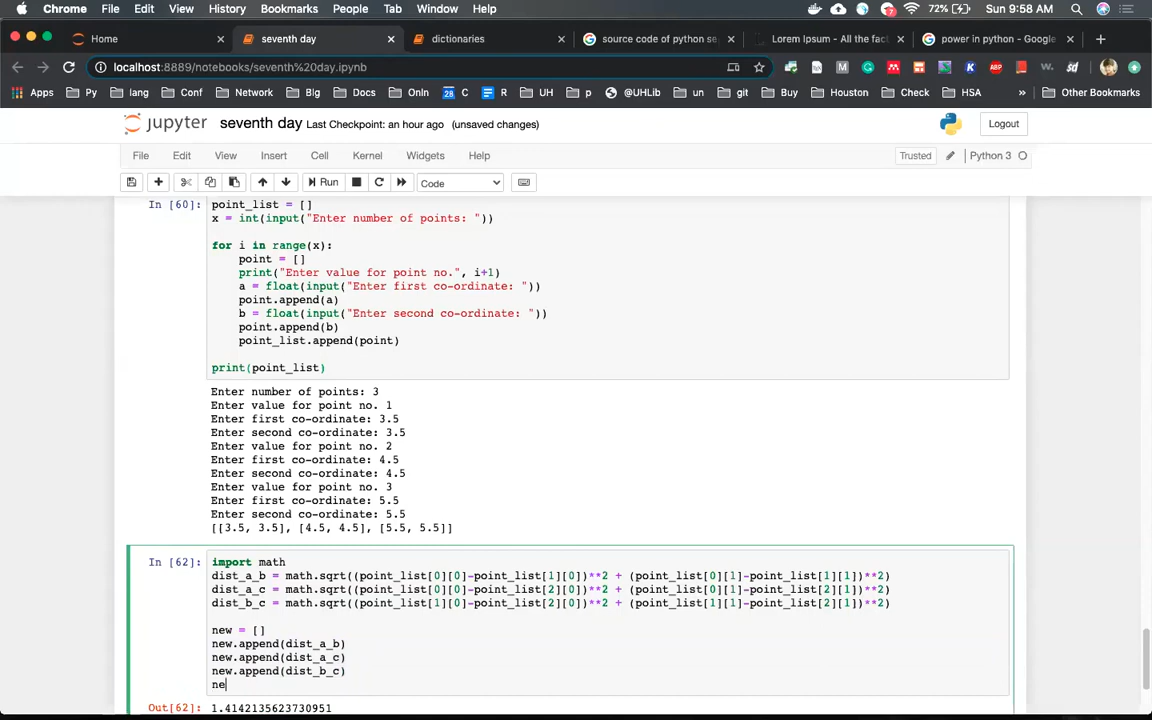 Chrome File Edit View History Bookmarks People Tab Window Help 7 72% Sun 9:58 AM
Home seventh day dictionaries source code of python se Lorem Ipsum - All the fac power in python - Google
localhost:8889/notebooks/seventh%20day.ipynb
Apps Py lang Conf Network Blg Docs OnIn 28 C R UH p @UHLib un git Buy Houston Check HSA » Other Bookmarks
jupyter seventh day Last Checkpoint: an hour ago (unsaved changes) Logout
File Edit View Insert Cell Kernel Widgets Help Trusted Python 3
Run Code
In [60]: point_list = []
x = int(input("Enter number of points: "))
for i in range(x):
point = []
print("Enter value for point no.", i+1)
a = float(input("Enter first co-ordinate: "))
point.append(a)
b = float(input("Enter second co-ordinate: "))
point.append(b)
point_list.append(point)
print(point_list)
Enter number of points: 3
Enter value for point no. 1
Enter first co-ordinate: 3.5
Enter second co-ordinate: 3.5
Enter value for point no. 2
Enter first co-ordinate: 4.5
Enter second co-ordinate: 4.5
Enter value for point no. 3
Enter first co-ordinate: 5.5
Enter second co-ordinate: 5.5
[[3.5, 3.5], [4.5, 4.5], [5.5, 5.5]]
In [62]: import math
dist_a_b = math.sqrt((point_list[0][0]-point_list[1][0])**2 + (point_list[0][1]-point_list[1][1])**2)
dist_a_c = math.sqrt((point_list[0][0]-point_list[2][0])**2 + (point_list[0][1]-point_list[2][1])**2)
dist_b_c = math.sqrt((point_list[1][0]-point_list[2][0])**2 + (point_list[1][1]-point_list[2][1])**2)
new = []
new.append(dist_a_b)
new.append(dist_a_c)
new.append(dist_b_c)
ne
Out[62]: 1.4142135623730951